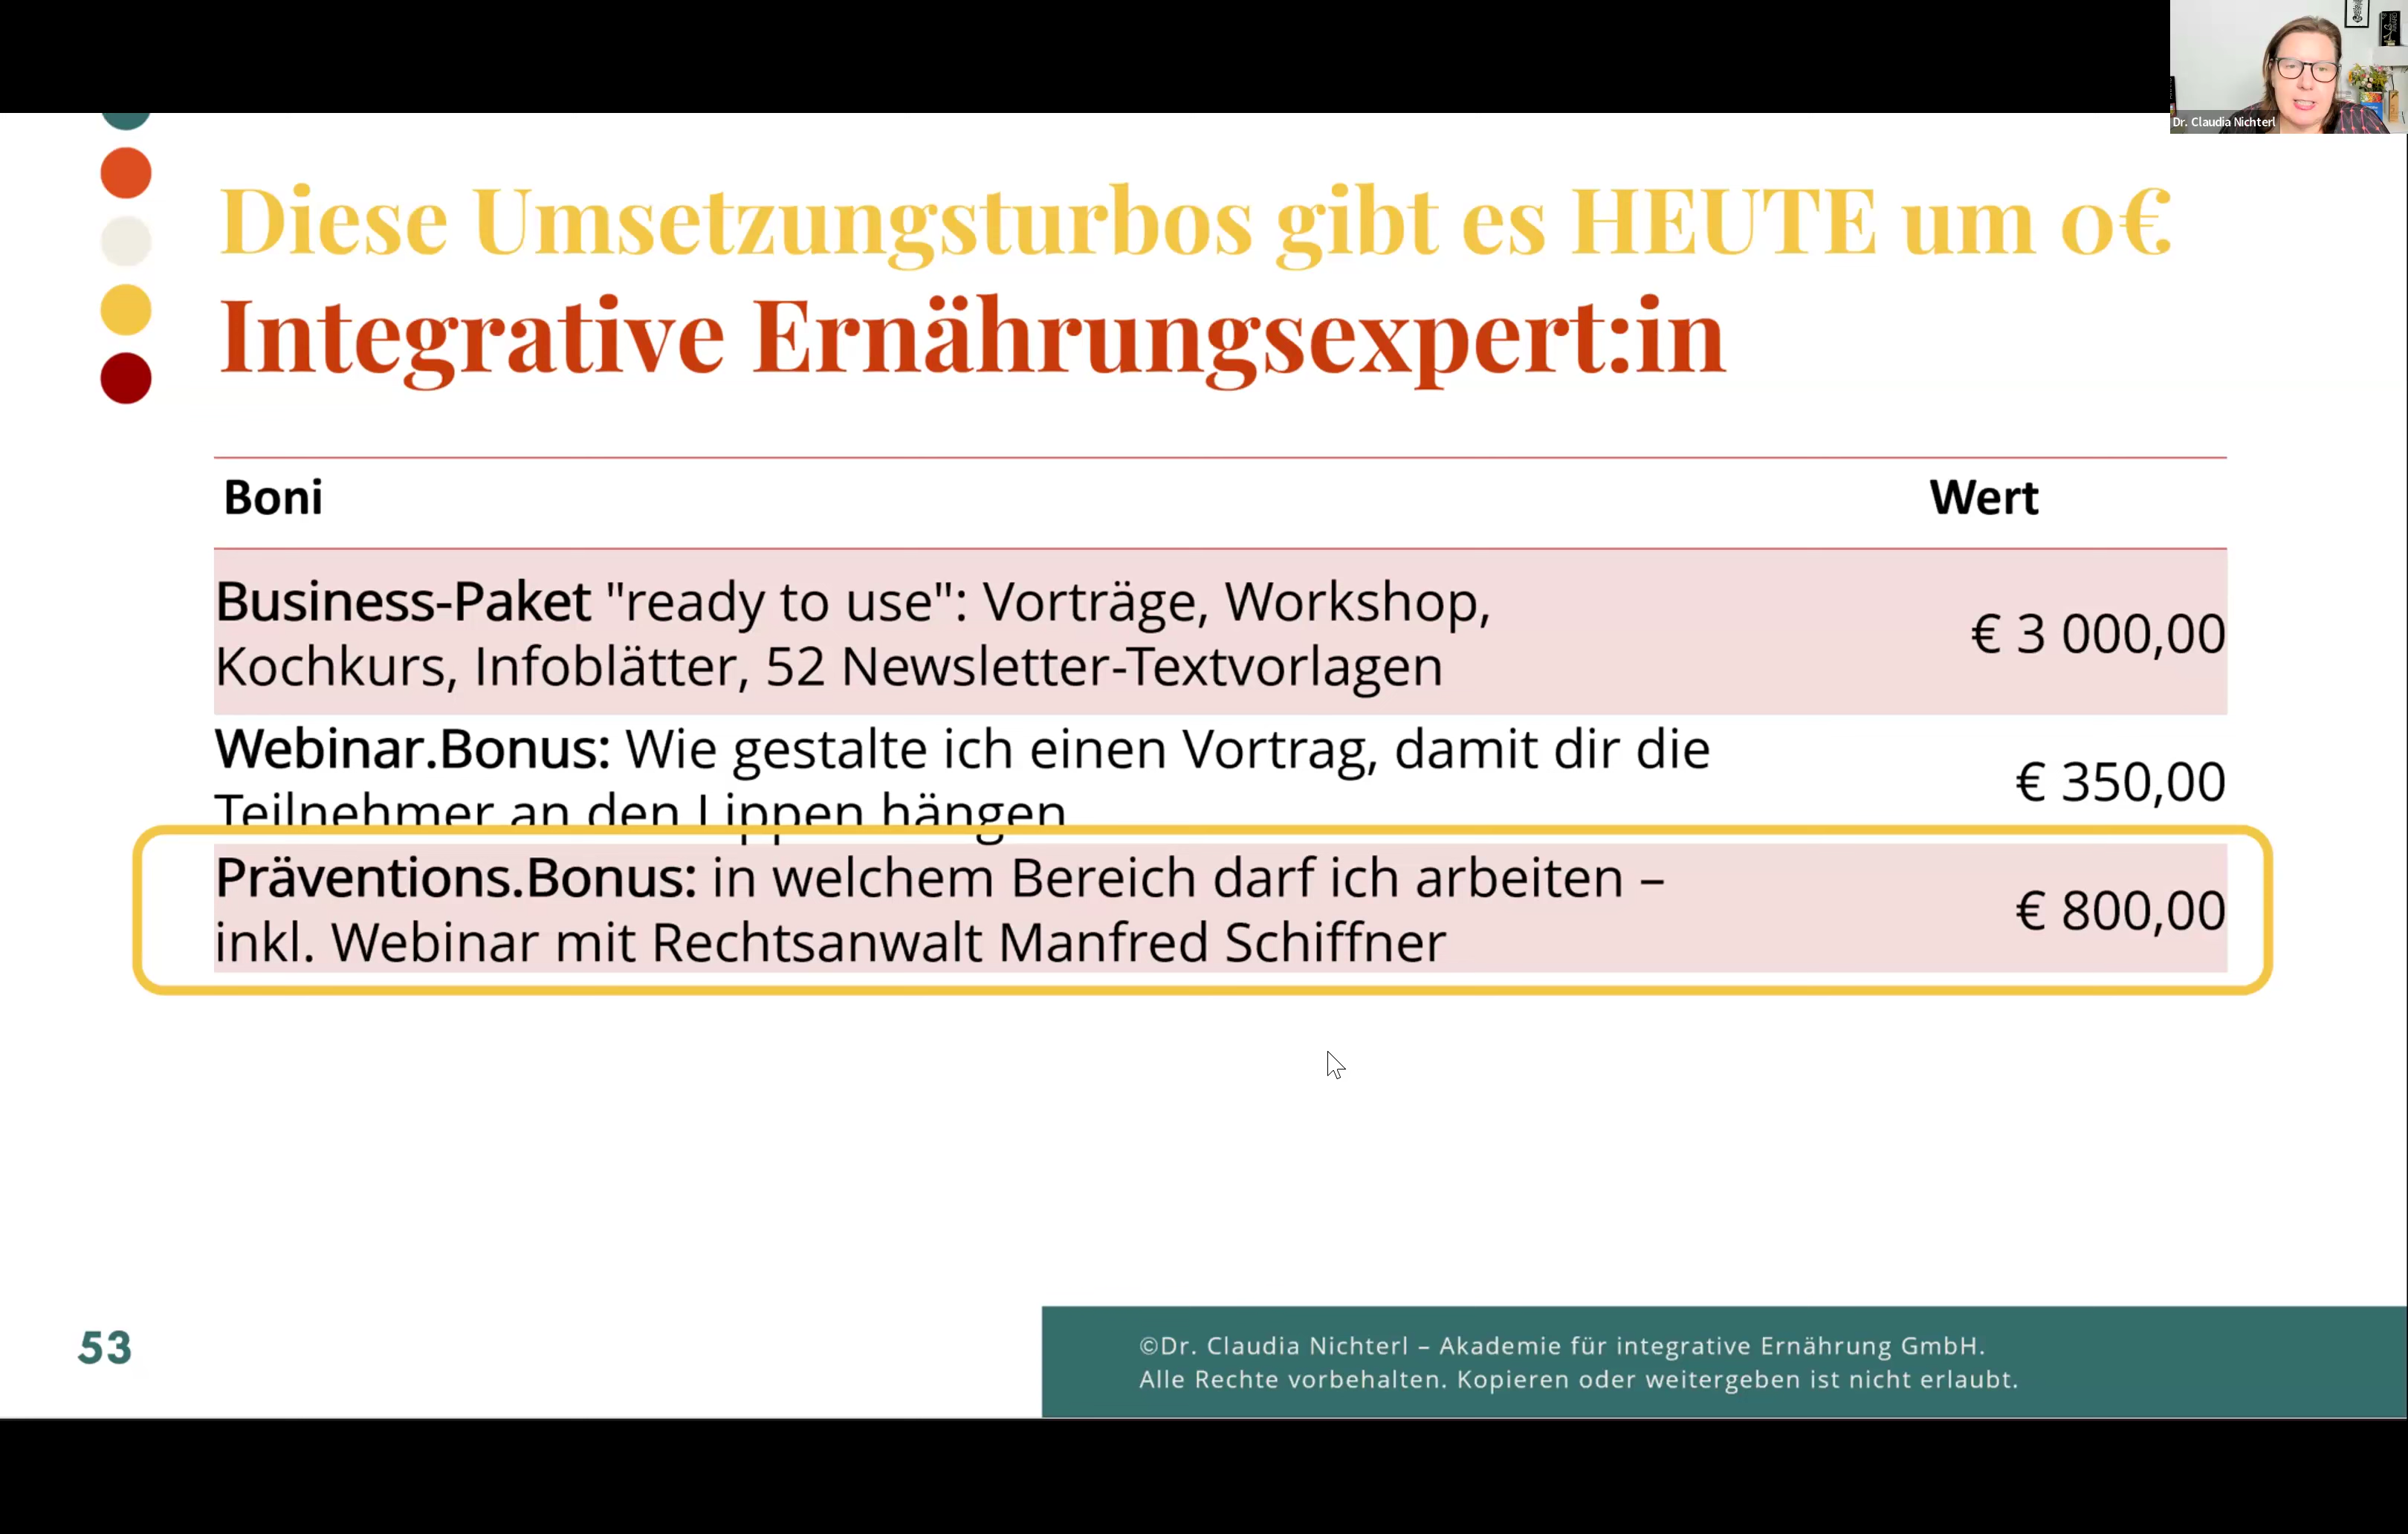 Dr. Claudia Nichterl
Diese Umsetzungsturbos gibt es HEUTE um 0€
Integrative Ernährungsexpert:in
Boni Wert
Business-Paket "ready to use": Vorträge, Workshop,
Kochkurs, Infoblätter, 52 Newsletter-Textvorlagen
€ 3 000,00
Webinar.Bonus: Wie gestalte ich einen Vortrag, damit dir die
Teilnehmer an den Lippen hängen
€ 350,00
Präventions.Bonus: in welchem Bereich darf ich arbeiten –
inkl. Webinar mit Rechtsanwalt Manfred Schiffner
€ 800,00
53
©Dr. Claudia Nichterl – Akademie für integrative Ernährung GmbH.
Alle Rechte vorbehalten. Kopieren oder weitergeben ist nicht erlaubt.